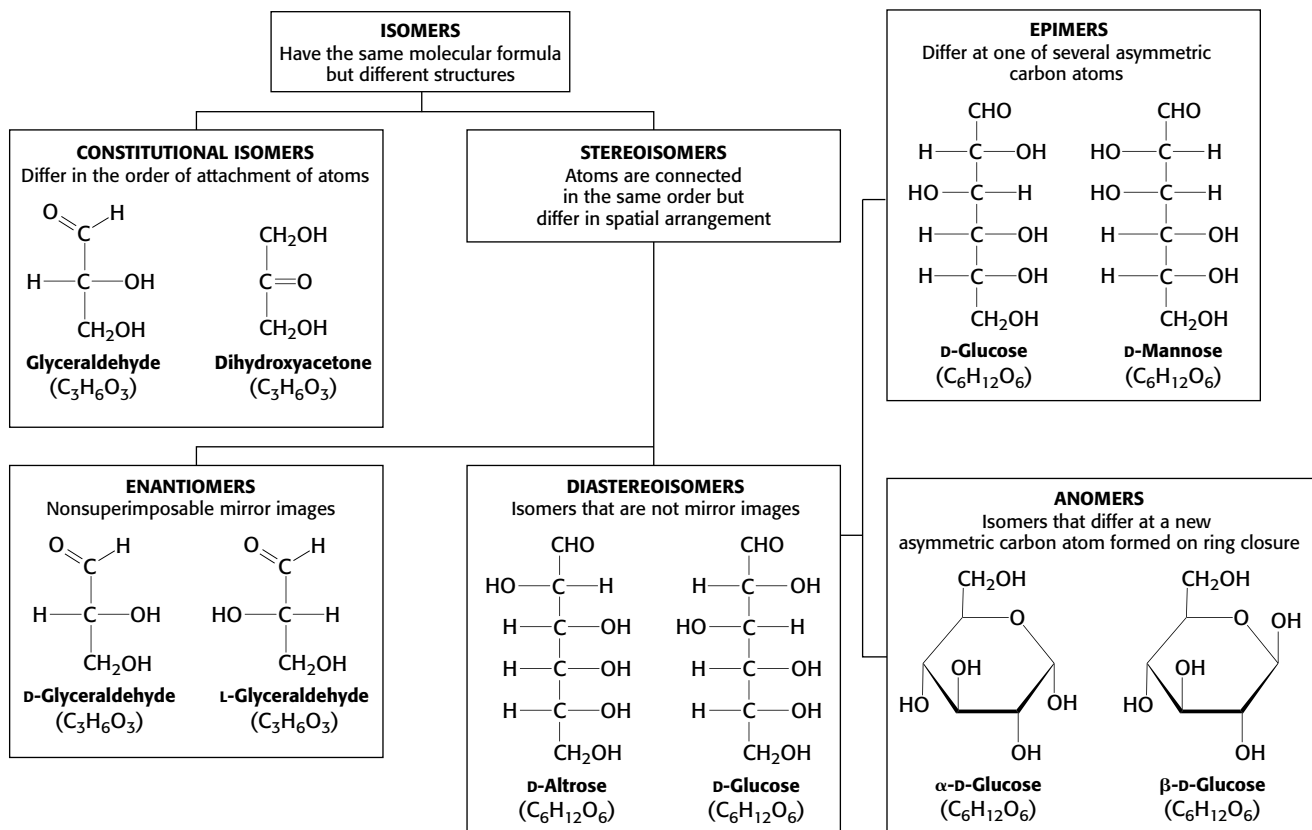 ISOMERS
Have the same molecular formula
but different structures
CONSTITUTIONAL ISOMERS
Differ in the order of attachment of atoms
O H
C
H C OH
CH₂OH
Glyceraldehyde
(C₃H₆O₃)
CH₂OH
C O
CH₂OH
Dihydroxyacetone
(C₃H₆O₃)
STEREOISOMERS
Atoms are connected
in the same order but
differ in spatial arrangement
EPIMERS
Differ at one of several asymmetric
carbon atoms
CHO
H C OH
HO C H
H C OH
H C OH
CH₂OH
D-Glucose
(C₆H₁₂O₆)
CHO
HO C H
HO C H
H C OH
H C OH
CH₂OH
D-Mannose
(C₆H₁₂O₆)
ENANTIOMERS
Nonsuperimposable mirror images
O H
C
H C OH
CH₂OH
D-Glyceraldehyde
(C₃H₆O₃)
O H
C
HO C H
CH₂OH
L-Glyceraldehyde
(C₃H₆O₃)
DIASTEREOISOMERS
Isomers that are not mirror images
CHO
HO C H
H C OH
H C OH
H C OH
CH₂OH
D-Altrose
(C₆H₁₂O₆)
CHO
H C OH
HO C H
H C OH
H C OH
CH₂OH
D-Glucose
(C₆H₁₂O₆)
ANOMERS
Isomers that differ at a new
asymmetric carbon atom formed on ring closure
CH₂OH
O
OH
HO OH
OH
α-D-Glucose
(C₆H₁₂O₆)
CH₂OH
O OH
OH
HO
OH
β-D-Glucose
(C₆H₁₂O₆)